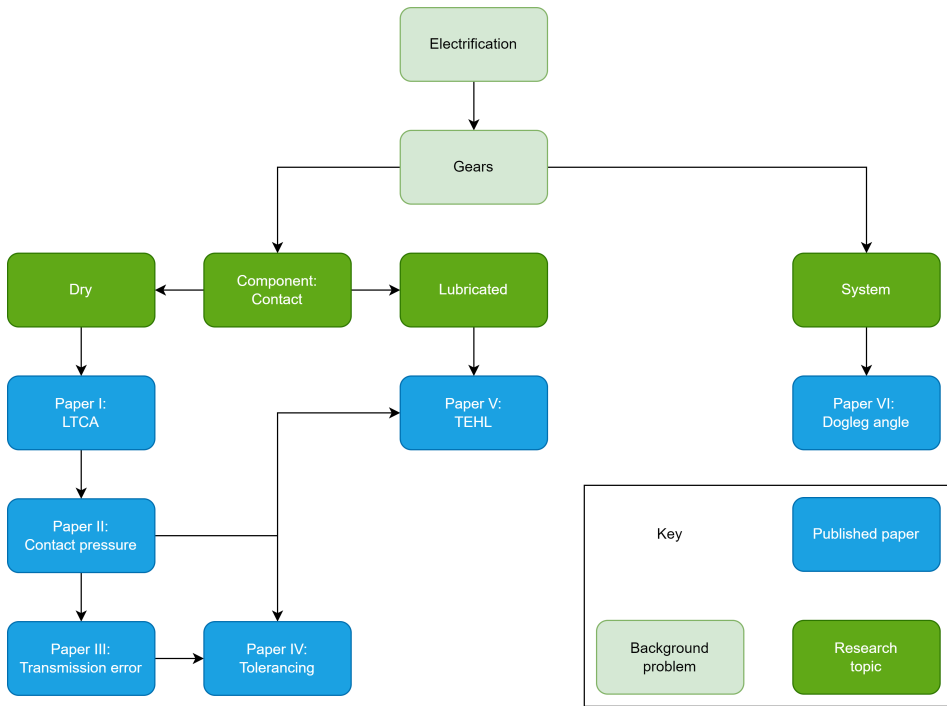 Electrification
Gears
Dry
Component:
Contact
Lubricated
System
Paper I:
LTCA
Paper V:
TEHL
Paper VI:
Dogleg angle
Paper II:
Contact pressure
Key
Published paper
Paper III:
Transmission error
Paper IV:
Tolerancing
Background
problem
Research
topic